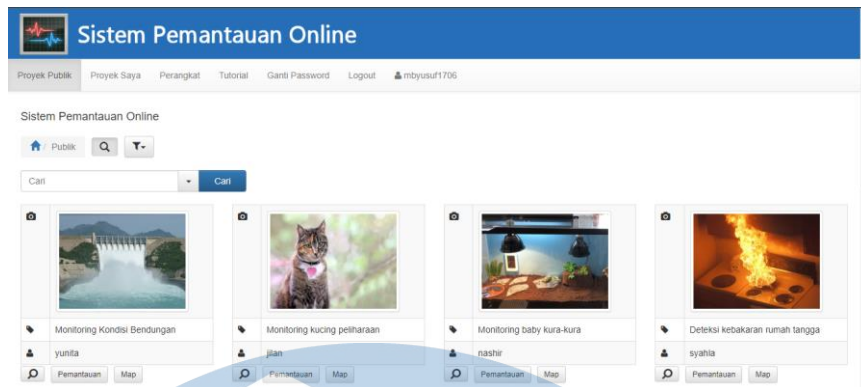 Sistem Pemantauan Online
Proyek Publik Proyek Saya Perangkat Tutorial Ganti Password Logout mbyusuf1706
Sistem Pemantauan Online
/ Publik
Cari Cari
Monitoring Kondisi Bendungan Monitoring kucing peliharaan Monitoring baby kura-kura Deteksi kebakaran rumah tangga
yunita jilan nashir syahla
Pemantauan Map Pemantauan Map Pemantauan Map Pemantauan Map